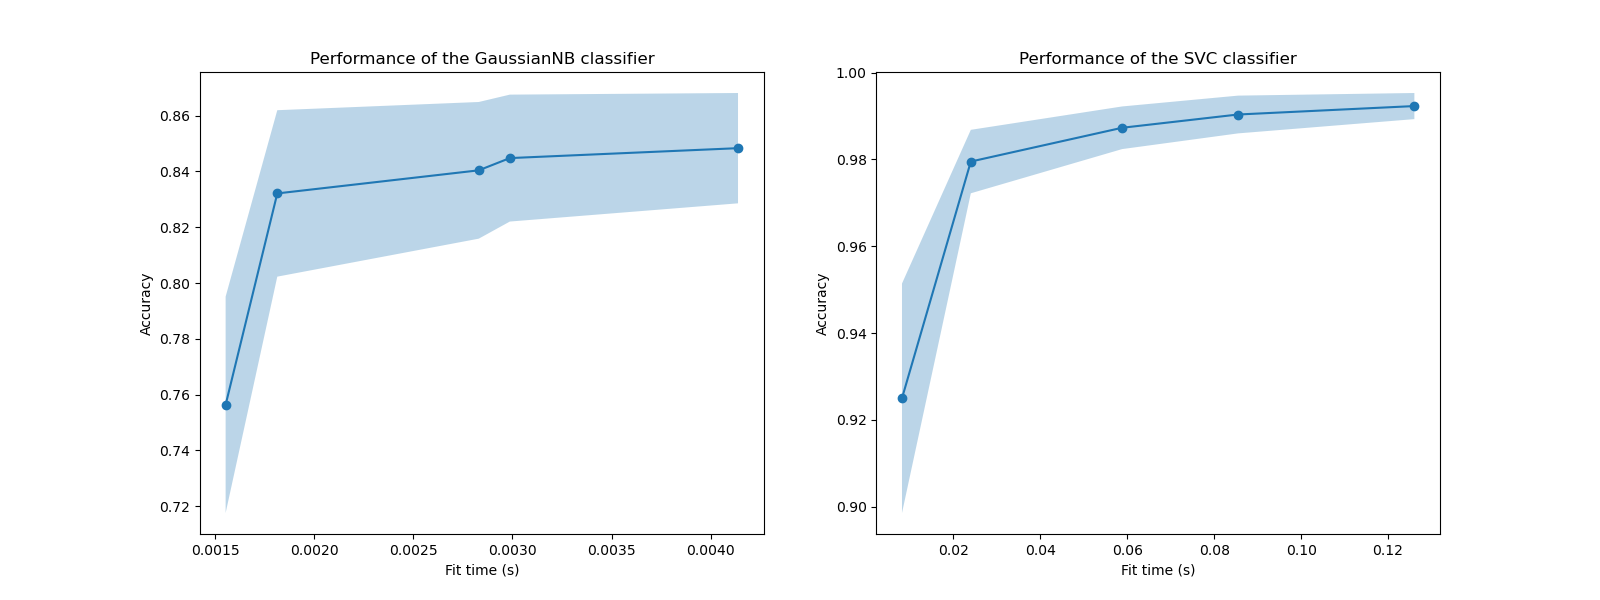 Performance of the GaussianNB classifier
Accuracy
0.86
0.84
0.82
0.80
0.78
0.76
0.74
0.72
0.0015 0.0020 0.0025 0.0030 0.0035 0.0040
Fit time (s)
Performance of the SVC classifier
Accuracy
1.00
0.98
0.96
0.94
0.92
0.90
0.02 0.04 0.06 0.08 0.10 0.12
Fit time (s)